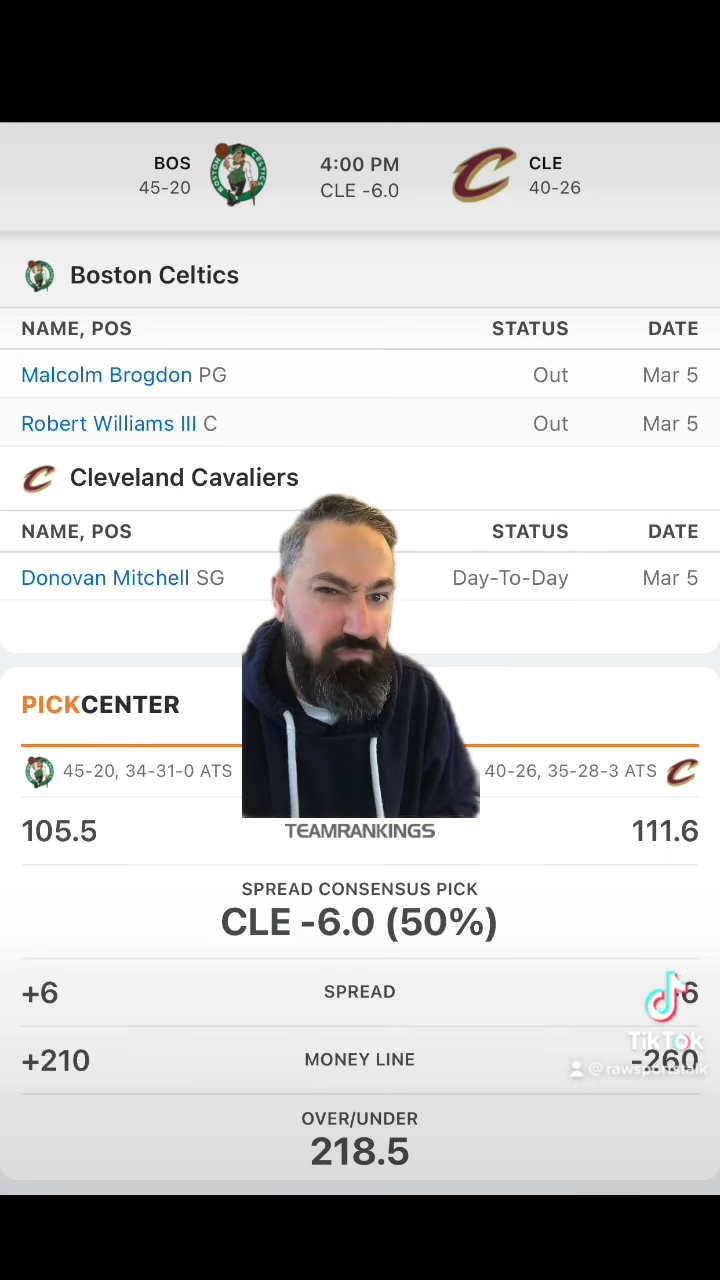 BOS
45-20
BOSTON CELTICS
4:00 PM
CLE -6.0
CLE
40-26
Boston Celtics
NAME, POS STATUS DATE
Malcolm Brogdon PG Out Mar 5
Robert Williams III C Out Mar 5
Cleveland Cavaliers
NAME, POS STATUS DATE
Donovan Mitchell SG Day-To-Day Mar 5
PICKCENTER
45-20, 34-31-0 ATS 40-26, 35-28-3 ATS
105.5 TEAMRANKINGS 111.6
SPREAD CONSENSUS PICK
CLE -6.0 (50%)
+6 SPREAD -6
TikTok
+210 MONEY LINE -260
@rawsportstalk
OVER/UNDER
218.5